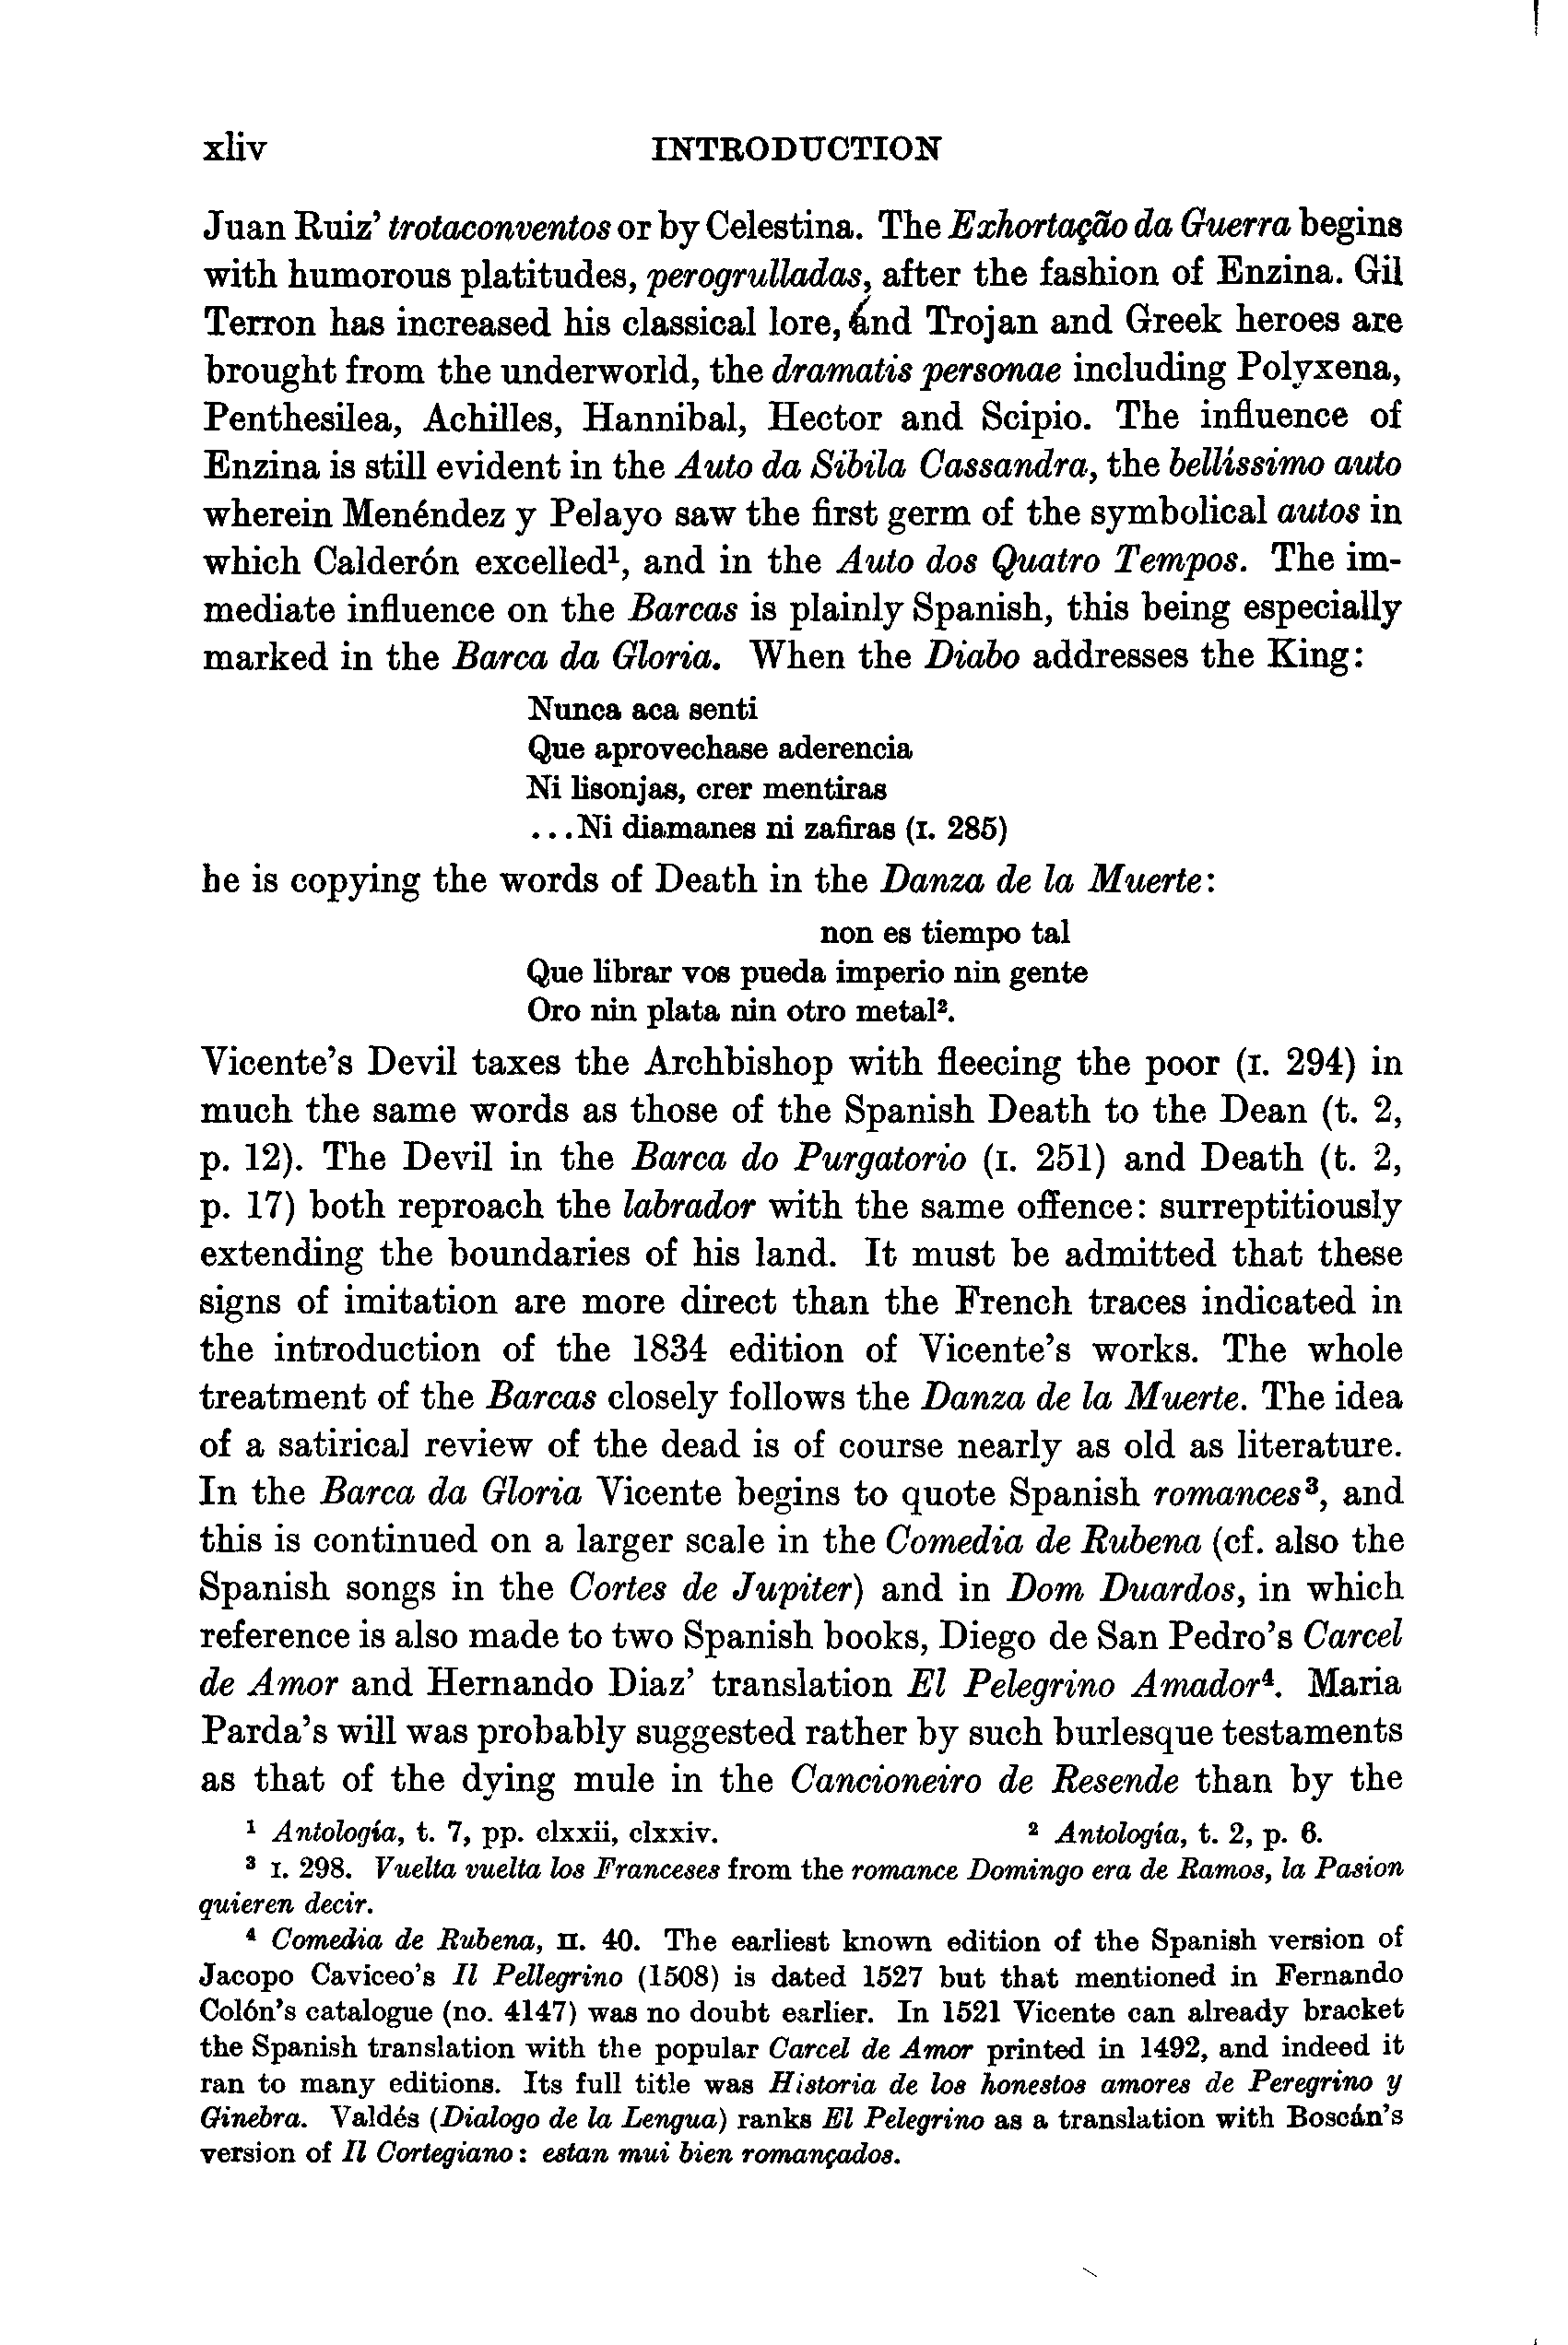 xliv INTRODUCTION
Juan Ruiz' trotaconventos or by Celestina. The Exhortação da Guerra begins
with humorous platitudes, perogrulladas, after the fashion of Enzina. Gil
Terron has increased his classical lore, and Trojan and Greek heroes are
brought from the underworld, the dramatis personae including Polyxena,
Penthesilea, Achilles, Hannibal, Hector and Scipio. The influence of
Enzina is still evident in the Auto da Sibila Cassandra, the bellíssimo auto
wherein Menéndez y Pelayo saw the first germ of the symbolical autos in
which Calderón excelled¹, and in the Auto dos Quatro Tempos. The im-
mediate influence on the Barcas is plainly Spanish, this being especially
marked in the Barca da Gloria. When the Diabo addresses the King:
Nunca aca senti
Que aprovechase aderencia
Ni lisonjas, crer mentiras
...Ni diamanes ni zafiras (I. 285)
he is copying the words of Death in the Danza de la Muerte:
non es tiempo tal
Que librar vos pueda imperio nin gente
Oro nin plata nin otro metal².
Vicente's Devil taxes the Archbishop with fleecing the poor (I. 294) in
much the same words as those of the Spanish Death to the Dean (t. 2,
p. 12). The Devil in the Barca do Purgatorio (I. 251) and Death (t. 2,
p. 17) both reproach the labrador with the same offence: surreptitiously
extending the boundaries of his land. It must be admitted that these
signs of imitation are more direct than the French traces indicated in
the introduction of the 1834 edition of Vicente's works. The whole
treatment of the Barcas closely follows the Danza de la Muerte. The idea
of a satirical review of the dead is of course nearly as old as literature.
In the Barca da Gloria Vicente begins to quote Spanish romances³, and
this is continued on a larger scale in the Comedia de Rubena (cf. also the
Spanish songs in the Cortes de Jupiter) and in Dom Duardos, in which
reference is also made to two Spanish books, Diego de San Pedro's Carcel
de Amor and Hernando Diaz' translation El Pelegrino Amador⁴. Maria
Parda's will was probably suggested rather by such burlesque testaments
as that of the dying mule in the Cancioneiro de Resende than by the
¹ Antología, t. 7, pp. clxxii, clxxiv. ² Antología, t. 2, p. 6.
³ I. 298. Vuelta vuelta los Franceses from the romance Domingo era de Ramos, la Pasion
quieren decir.
⁴ Comedia de Rubena, II. 40. The earliest known edition of the Spanish version of
Jacopo Caviceo's Il Pellegrino (1508) is dated 1527 but that mentioned in Fernando
Colón's catalogue (no. 4147) was no doubt earlier. In 1521 Vicente can already bracket
the Spanish translation with the popular Carcel de Amor printed in 1492, and indeed it
ran to many editions. Its full title was Historia de los honestos amores de Peregrino y
Ginebra. Valdés (Dialogo de la Lengua) ranks El Pelegrino as a translation with Boscán's
version of Il Cortegiano: estan mui bien romançados.